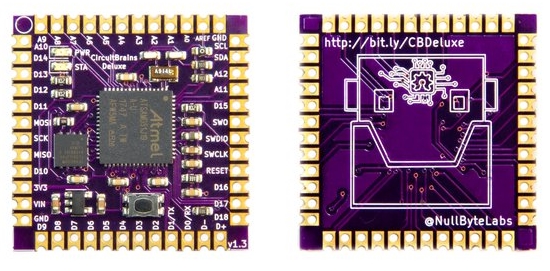 A9 A8 A7 A6 A5 A4 A3 A2 A1 A0 AREF GND
A10
D14
D13
D12
D11
MOSI
SCK
MISO
D10
3V3
VIN
GND
PWR
STA
CircuitBrains
Deluxe
Atmel
SCL
SDA
A12
A11
D15
SWO
SWDIO
SWCLK
RESET
D16
D17
D18
D9 D8 D7 D6 D5 D4 D3 D2 D1/TX D0/RX D- D+
v1.3
http://bit.ly/CBDeluxe
@NullByteLabs